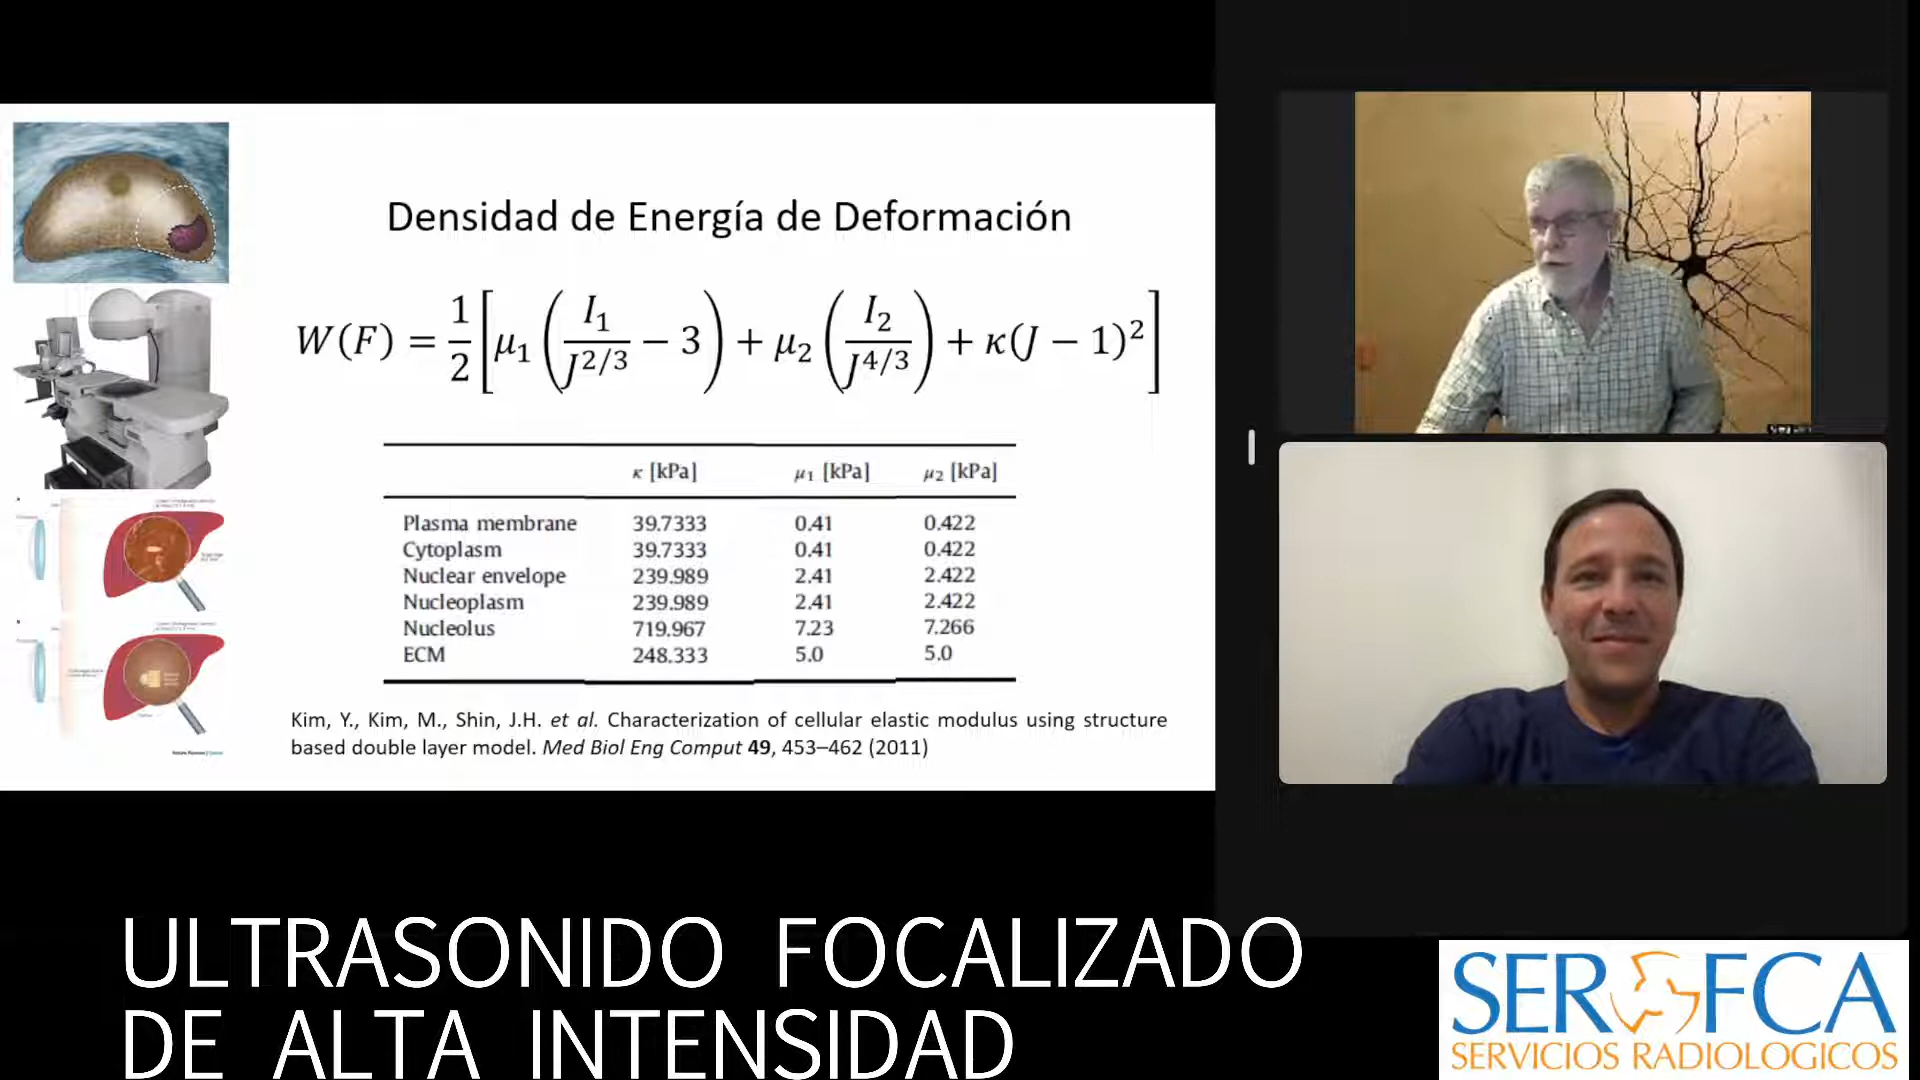 Densidad de Energía de Deformación
W(F) = 1/2 [ μ₁ ( I₁/J^{2/3} − 3 ) + μ₂ ( I₂/J^{4/3} ) + κ(J − 1)² ]
κ [kPa] μ₁ [kPa] μ₂ [kPa]
Plasma membrane 39.7333 0.41 0.422
Cytoplasm 39.7333 0.41 0.422
Nuclear envelope 239.989 2.41 2.422
Nucleoplasm 239.989 2.41 2.422
Nucleolus 719.967 7.23 7.266
ECM 248.333 5.0 5.0
Kim, Y., Kim, M., Shin, J.H. et al. Characterization of cellular elastic modulus using structure
based double layer model. Med Biol Eng Comput 49, 453–462 (2011)
ULTRASONIDO FOCALIZADO
DE ALTA INTENSIDAD
SEROFCA
SERVICIOS RADIOLOGICOS